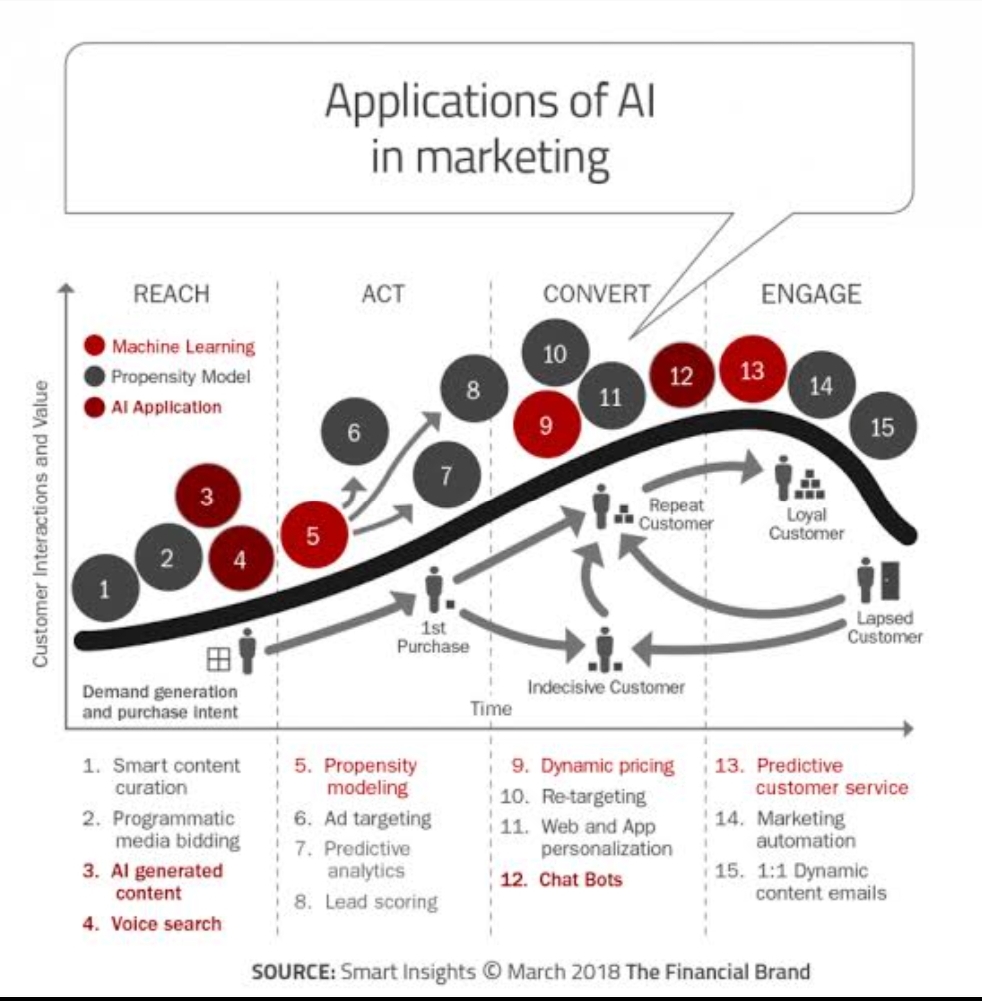 Applications of AI
in marketing
REACH
ACT
CONVERT
ENGAGE
Machine Learning
Propensity Model
AI Application
Customer Interactions and Value
1
2
3
4
5
6
7
8
9
10
11
12
13
14
15
Repeat
Customer
Loyal
Customer
1st
Purchase
Lapsed
Customer
Indecisive Customer
Demand generation
and purchase intent
Time
1. Smart content
curation
2. Programmatic
media bidding
3. AI generated
content
4. Voice search
5. Propensity
modeling
6. Ad targeting
7. Predictive
analytics
8. Lead scoring
9. Dynamic pricing
10. Re-targeting
11. Web and App
personalization
12. Chat Bots
13. Predictive
customer service
14. Marketing
automation
15. 1:1 Dynamic
content emails
SOURCE: Smart Insights © March 2018 The Financial Brand